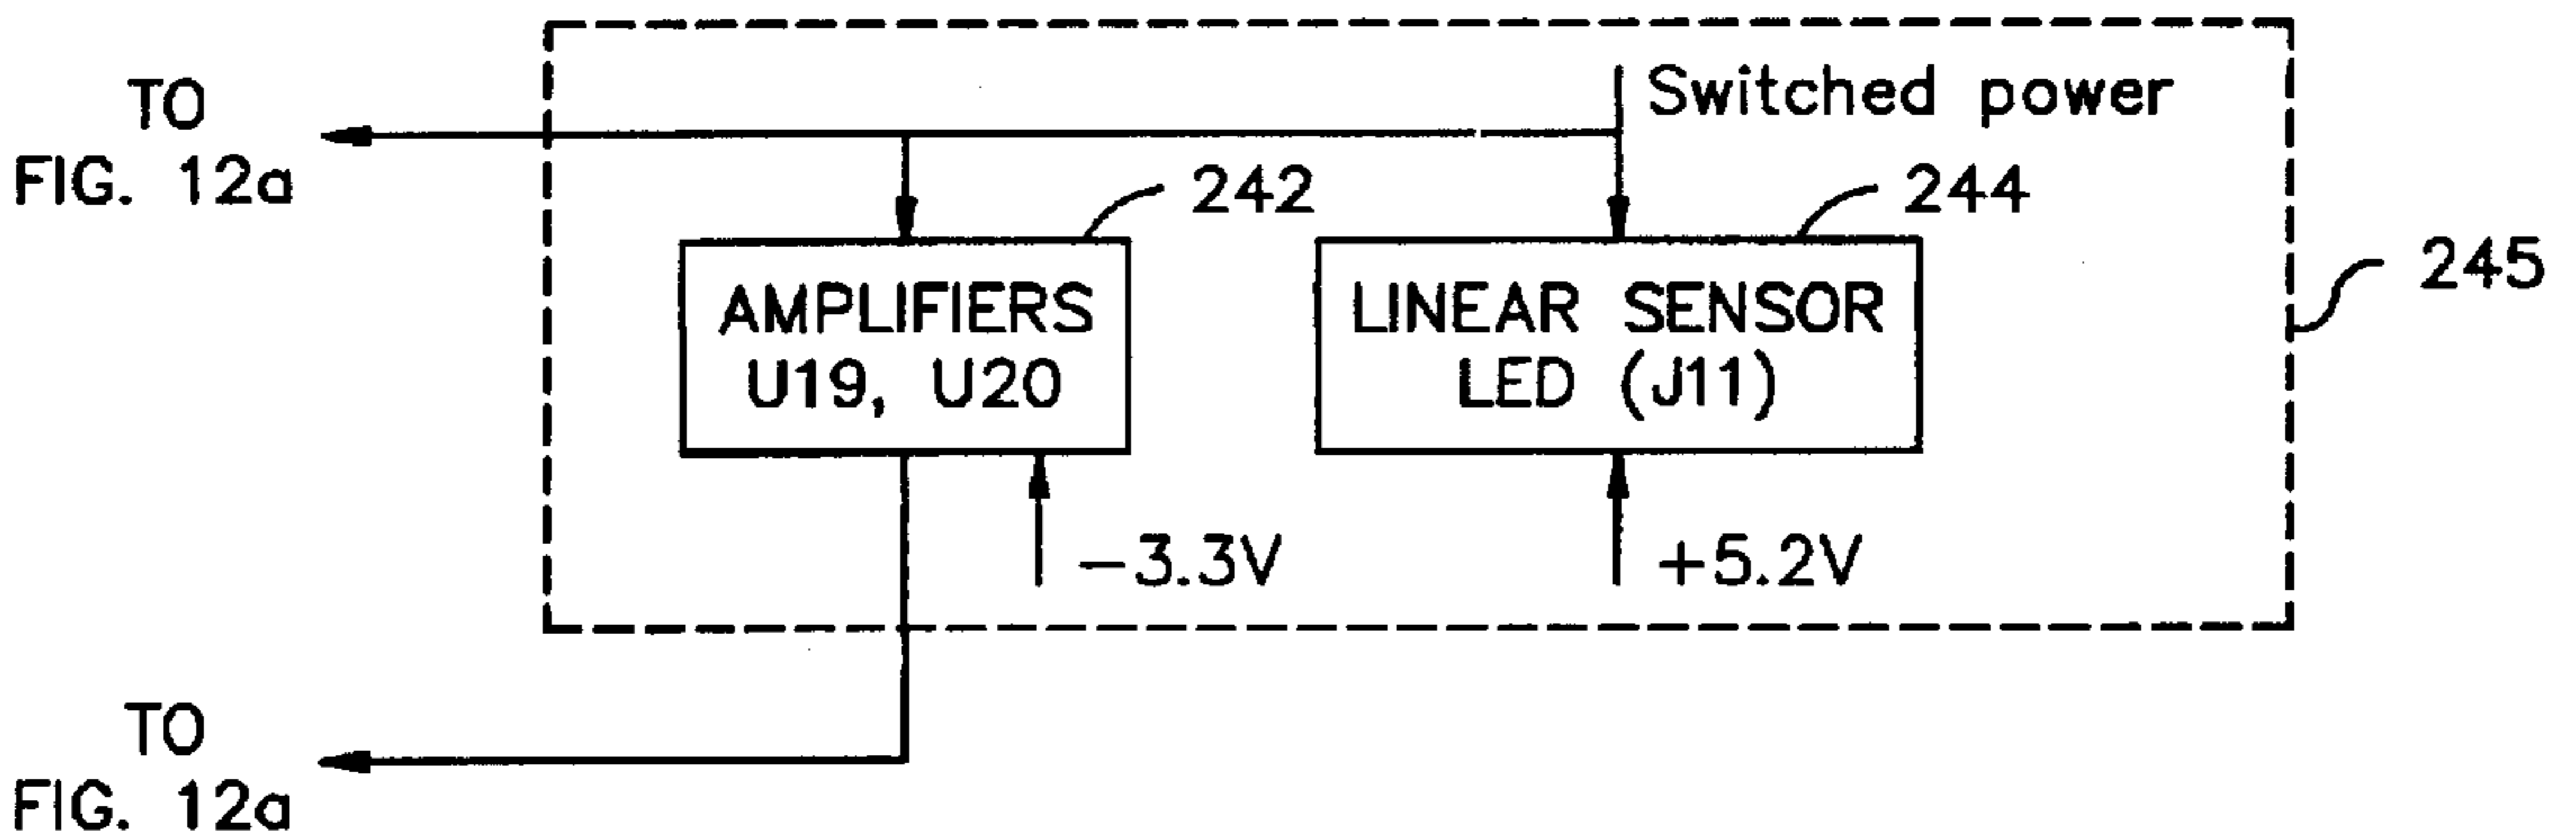 TO
FIG. 12a
Switched power
242
244
AMPLIFIERS
U19, U20
LINEAR SENSOR
LED (J11)
245
-3.3V
+5.2V
TO
FIG. 12a